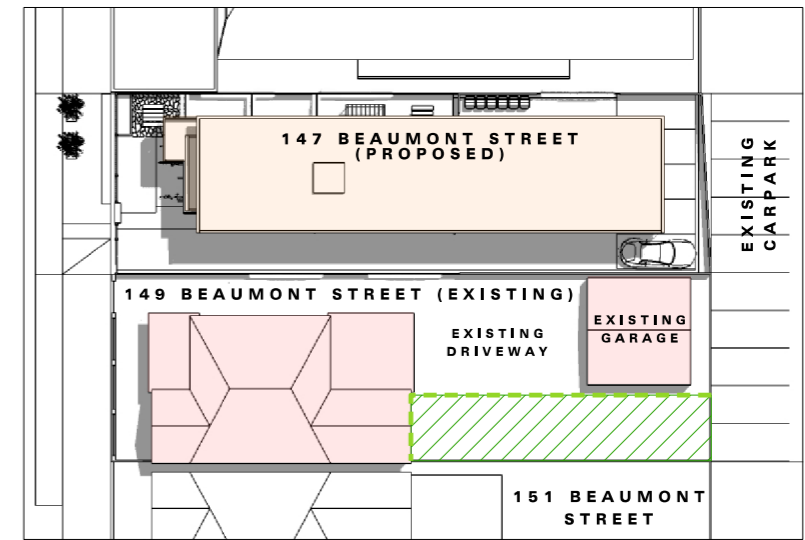 147 BEAUMONT STREET
(PROPOSED)
EXISTING
CARPARK
149 BEAUMONT STREET (EXISTING)
EXISTING
DRIVEWAY
EXISTING
GARAGE
151 BEAUMONT
STREET